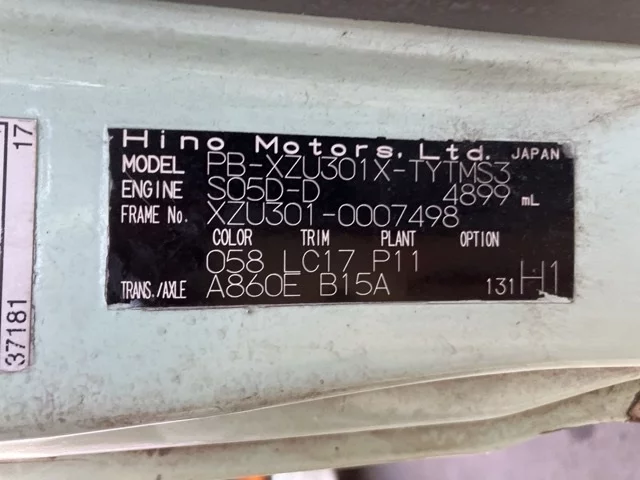 Hino Motors, Ltd. JAPAN
MODEL PB-XZU301X-TYTMS3
ENGINE S05D-D 4899 mL
FRAME No. XZU301-0007498
COLOR TRIM PLANT OPTION
058 LC17 P11
TRANS./AXLE A860E B15A 131 H1
37181 17